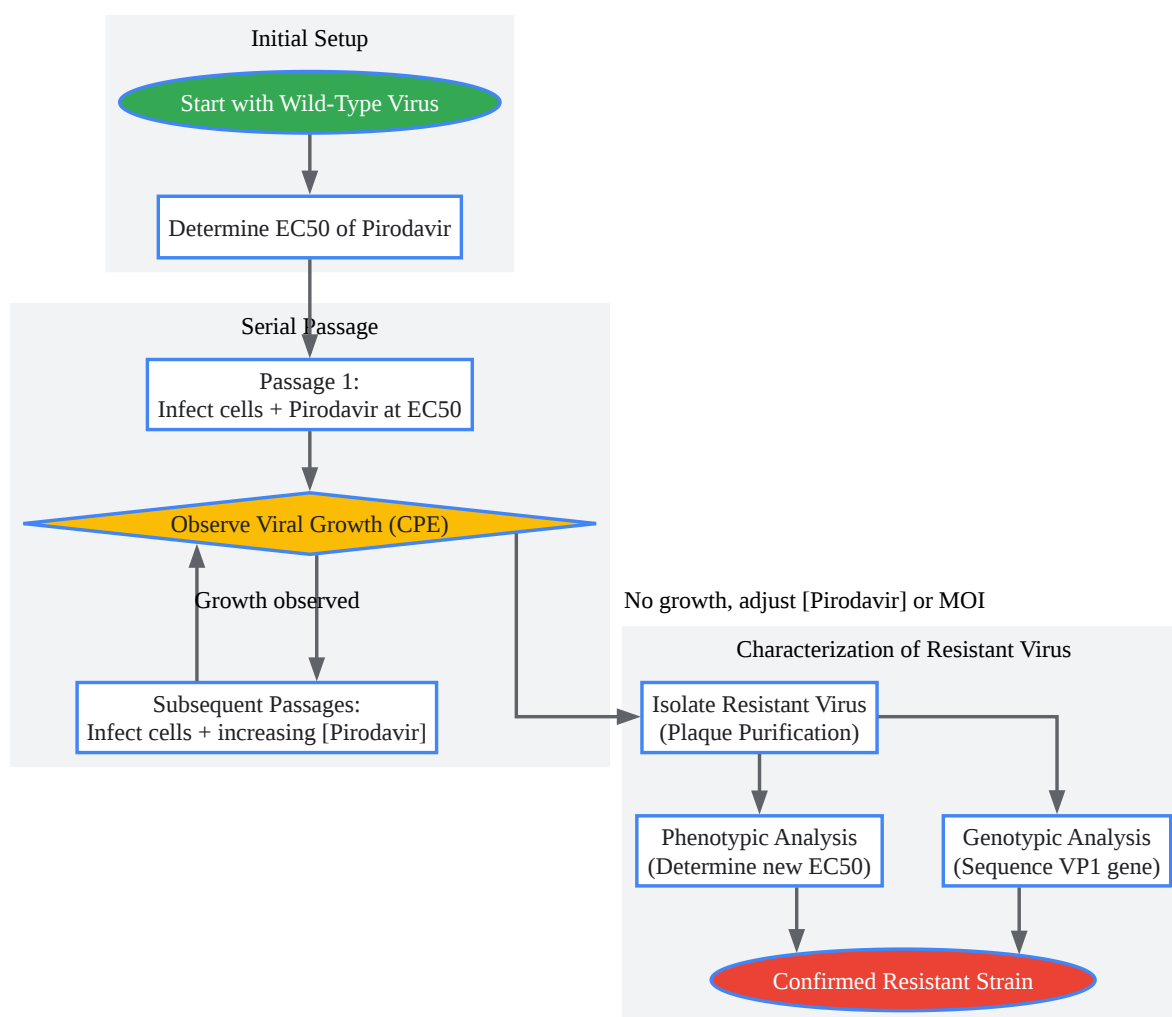 Initial Setup
Start with Wild-Type Virus
Determine EC50 of Pirodavir
Serial Passage
Passage 1:
Infect cells + Pirodavir at EC50
Observe Viral Growth (CPE)
Growth observed
No growth, adjust [Pirodavir] or MOI
Subsequent Passages:
Infect cells + increasing [Pirodavir]
Characterization of Resistant Virus
Isolate Resistant Virus
(Plaque Purification)
Phenotypic Analysis
(Determine new EC50)
Genotypic Analysis
(Sequence VP1 gene)
Confirmed Resistant Strain